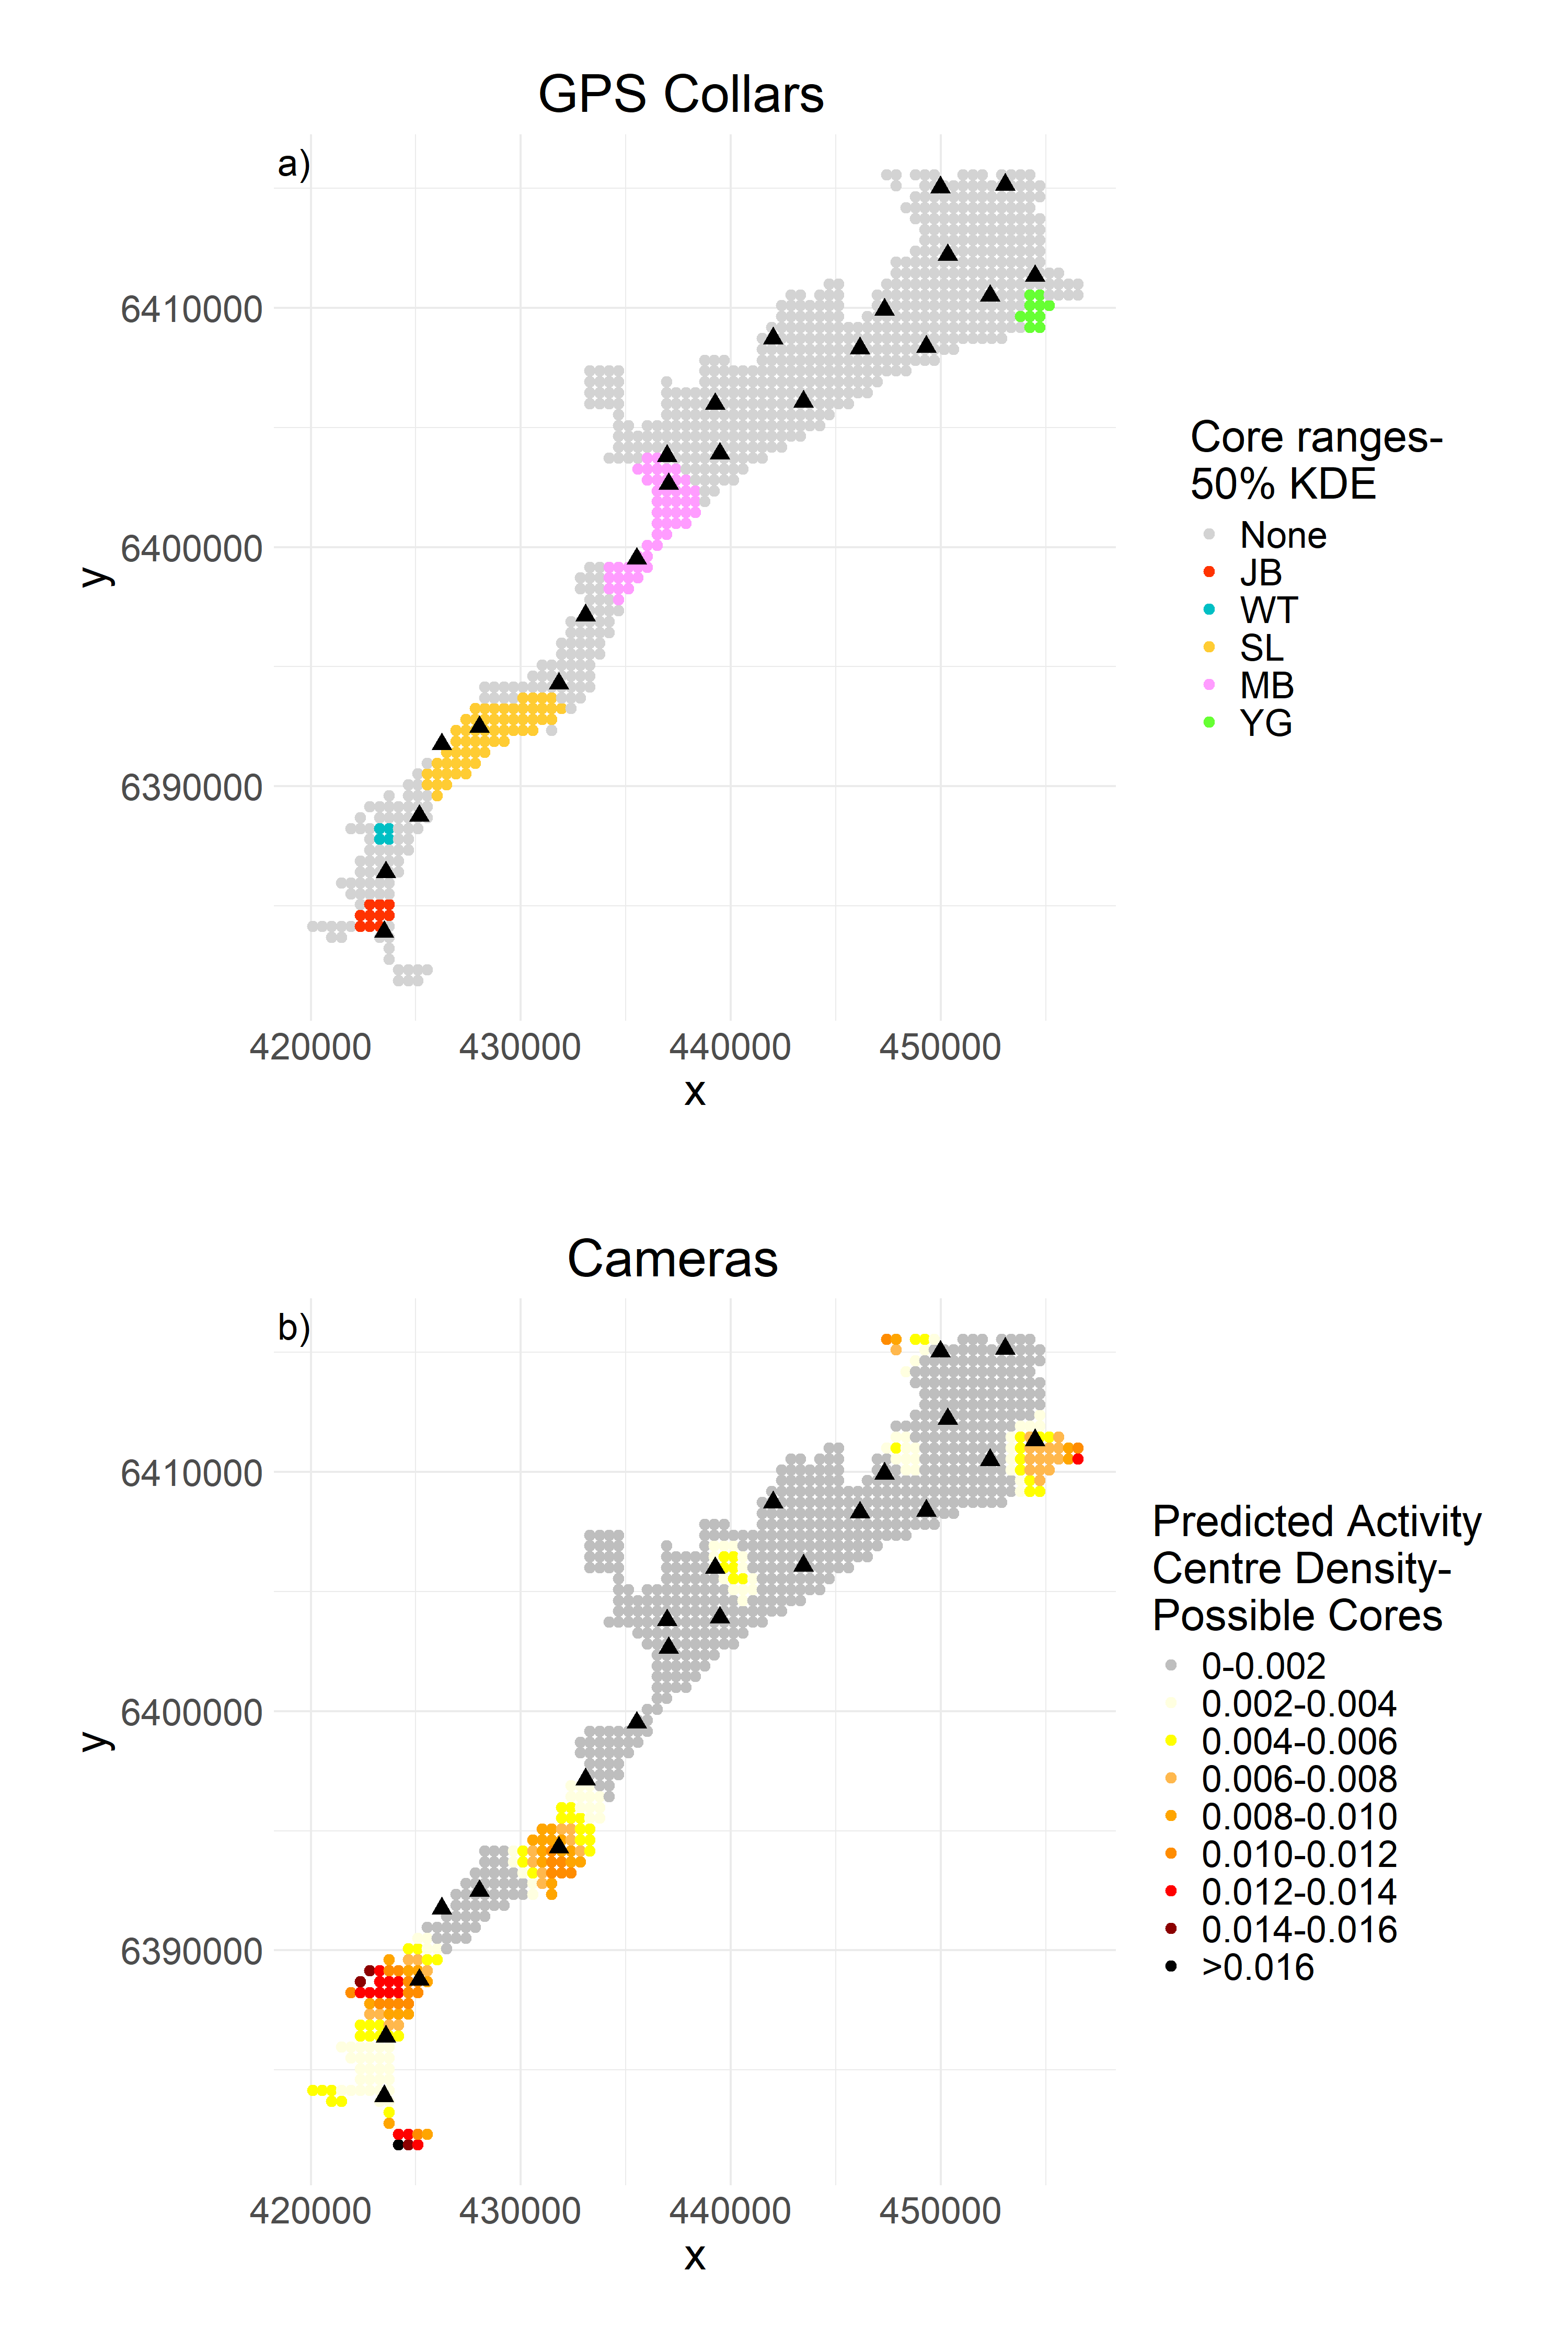 GPS Collars
a)
6410000
6400000
6390000
y
420000 430000 440000 450000
x
Core ranges-
50% KDE
None
JB
WT
SL
MB
YG
Cameras
b)
6410000
6400000
6390000
y
420000 430000 440000 450000
x
Predicted Activity
Centre Density-
Possible Cores
0-0.002
0.002-0.004
0.004-0.006
0.006-0.008
0.008-0.010
0.010-0.012
0.012-0.014
0.014-0.016
>0.016